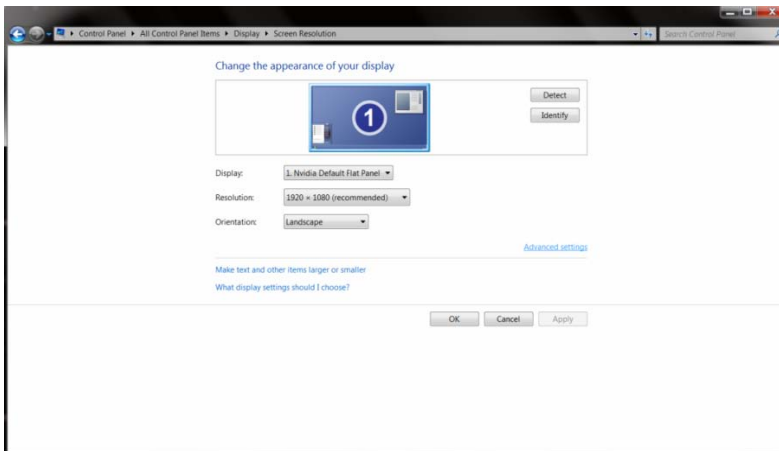 Control Panel ▸ All Control Panel Items ▸ Display ▸ Screen Resolution
Search Control Panel
Change the appearance of your display
1
Detect
Identify
Display: 1. Nvidia Default Flat Panel
Resolution: 1920 × 1080 (recommended)
Orientation: Landscape
Advanced settings
Make text and other items larger or smaller
What display settings should I choose?
OK Cancel Apply